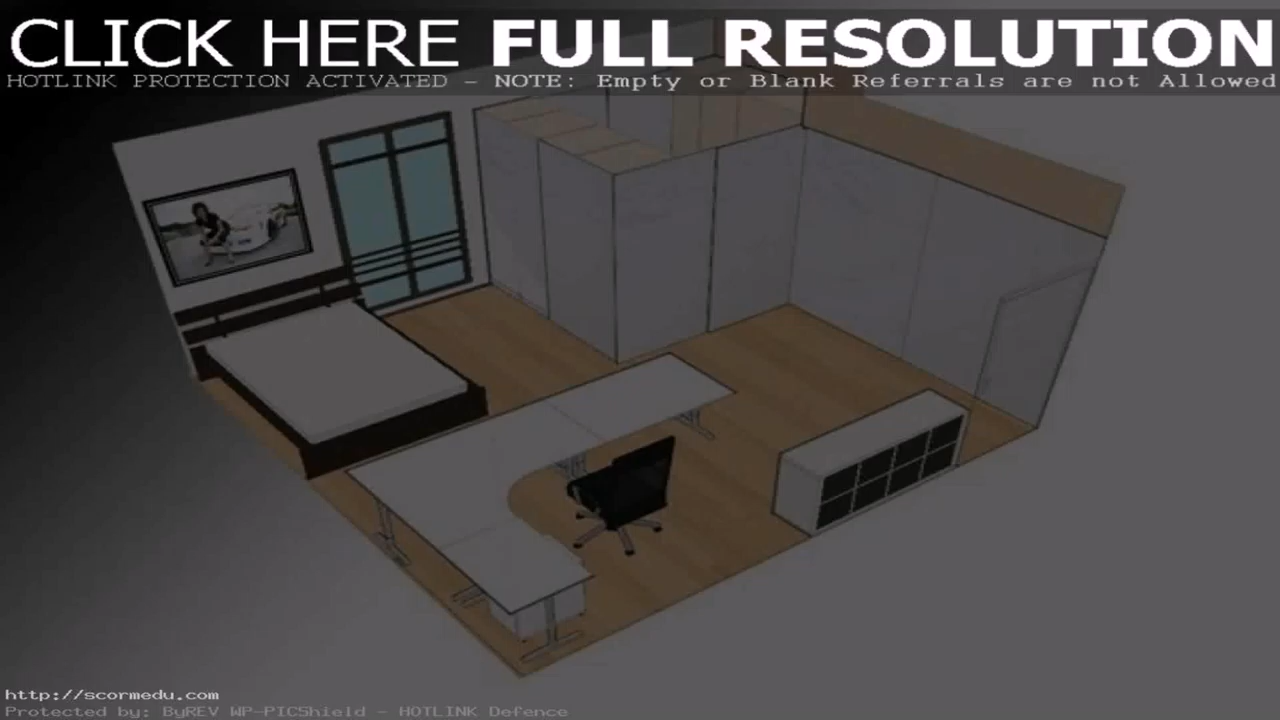 CLICK HERE FULL RESOLUTION
HOTLINK PROTECTION ACTIVATED - NOTE: Empty or Blank Referrals are not Allowed
http://scormedu.com
Protected by: ByREV WP-PICShield - HOTLINK Defence